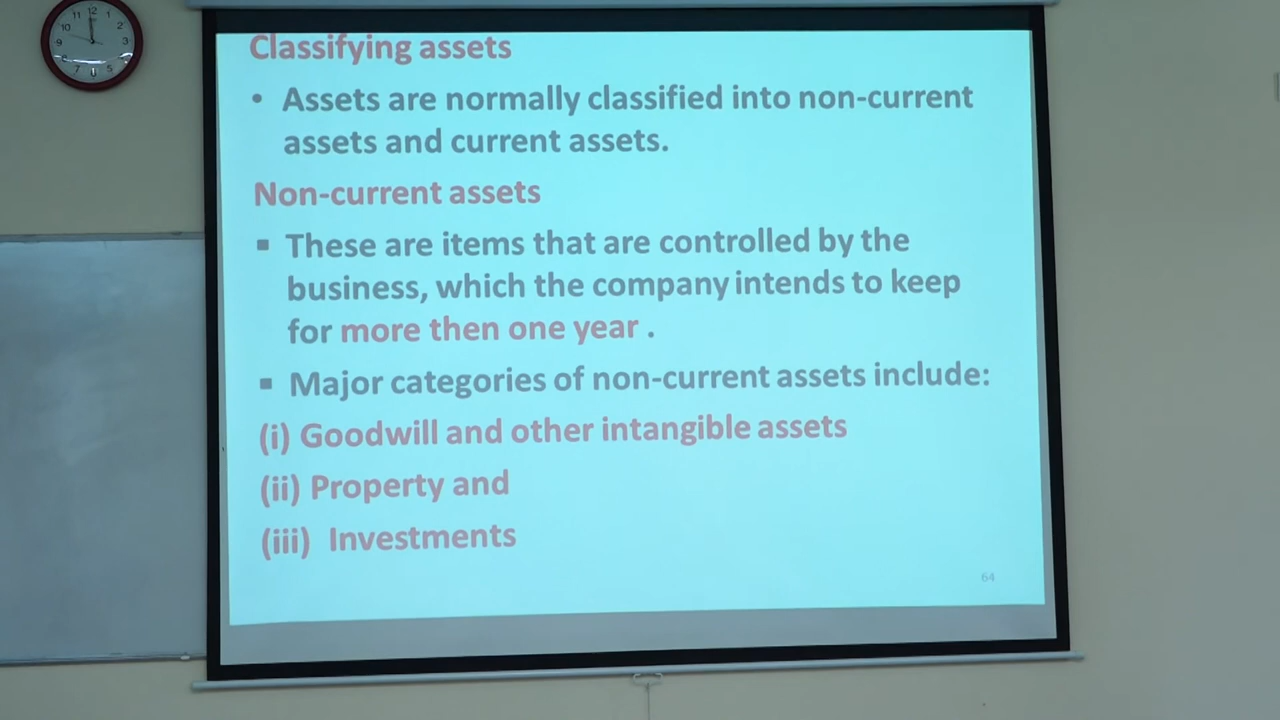 Classifying assets
• Assets are normally classified into non-current
assets and current assets.
Non-current assets
▪ These are items that are controlled by the
business, which the company intends to keep
for more then one year .
▪ Major categories of non-current assets include:
(i) Goodwill and other intangible assets
(ii) Property and
(iii) Investments
64